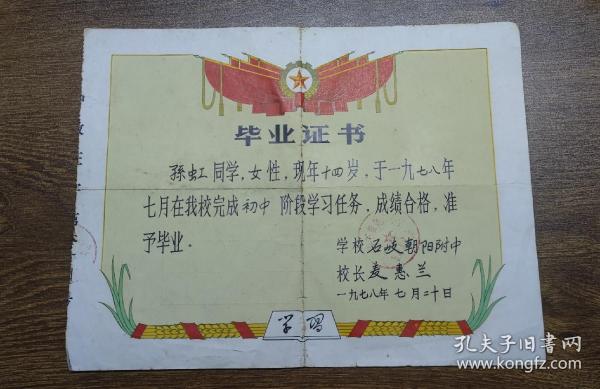 毕业证书
孙虹同学，女性，现年十四岁，于一九七八年
七月在我校完成初中阶段学习任务，成绩合格，准
予毕业．
学校石岐朝阳附中
校长麦惠兰
一九七八年七月二十日
学习
孔夫子旧书网
www.kongfz.com